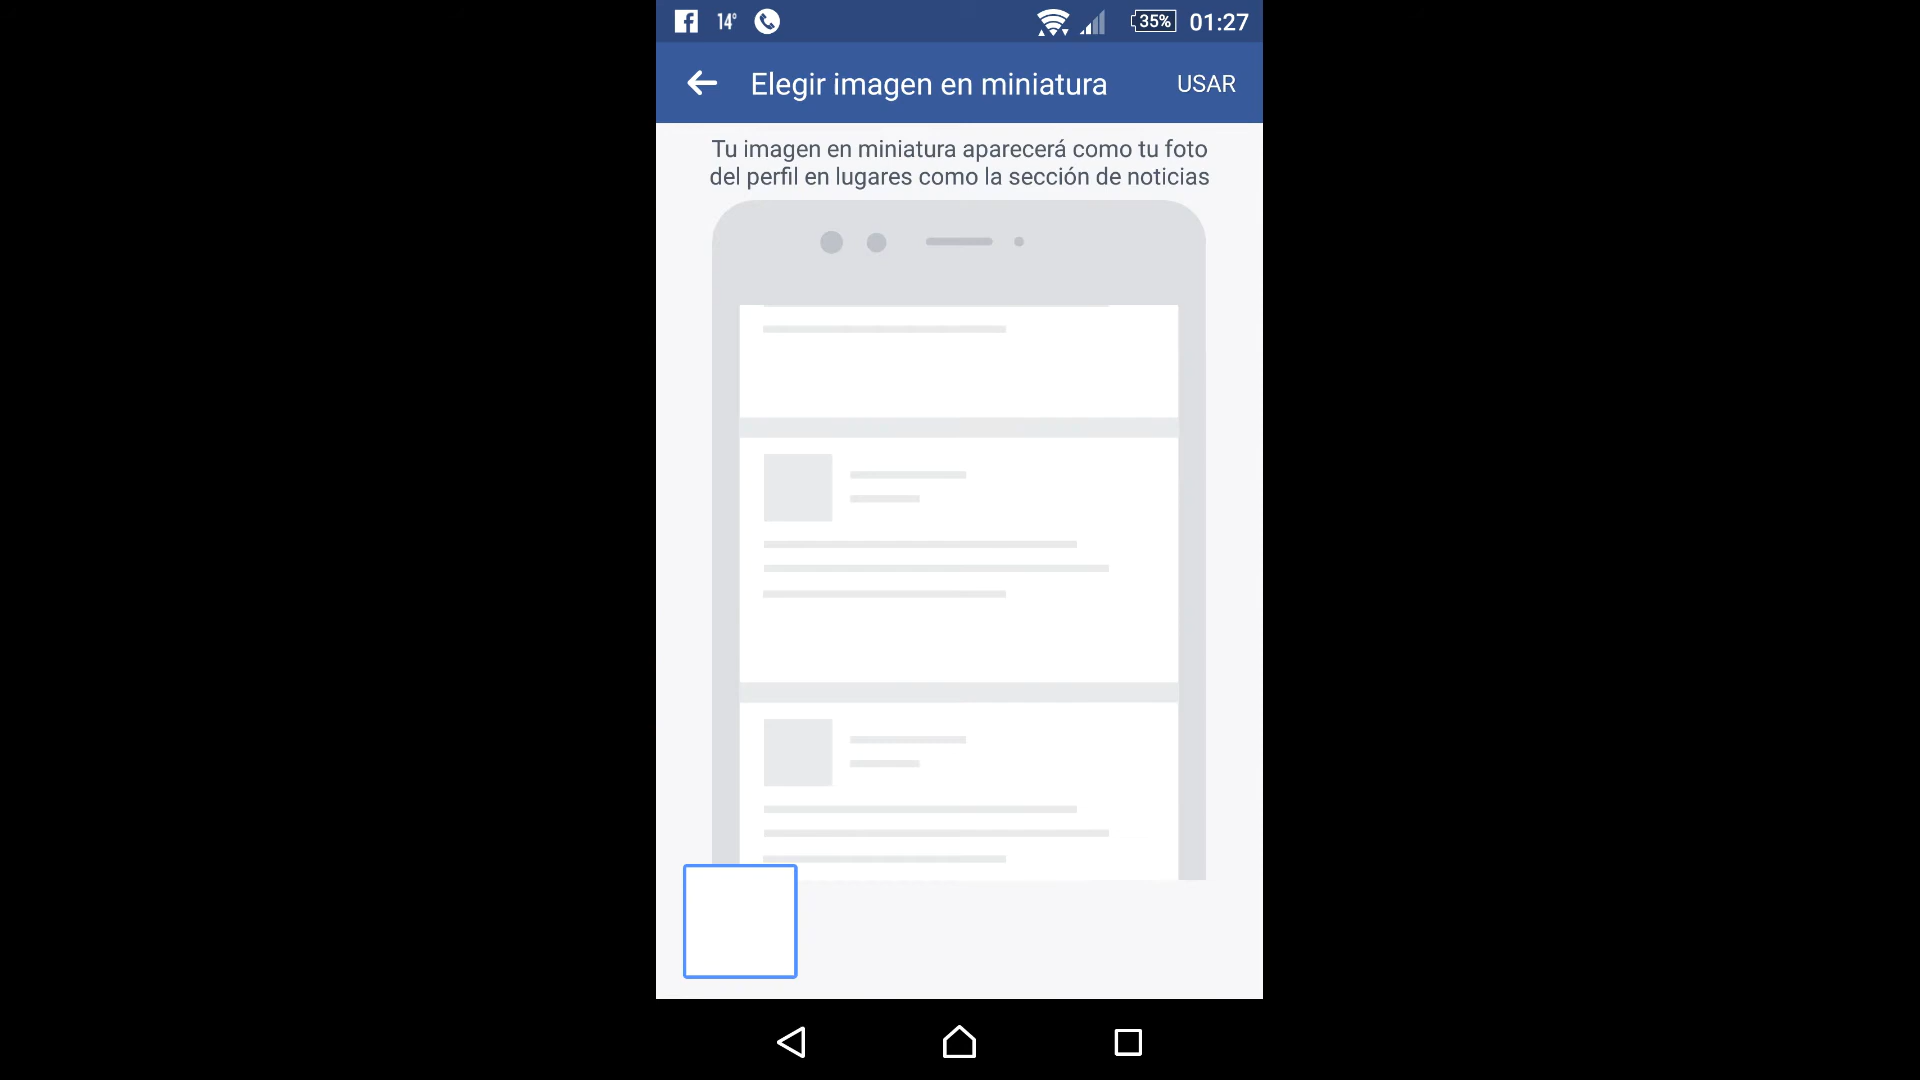 14° 35% 01:27
Elegir imagen en miniatura USAR
Tu imagen en miniatura aparecerá como tu foto
del perfil en lugares como la sección de noticias